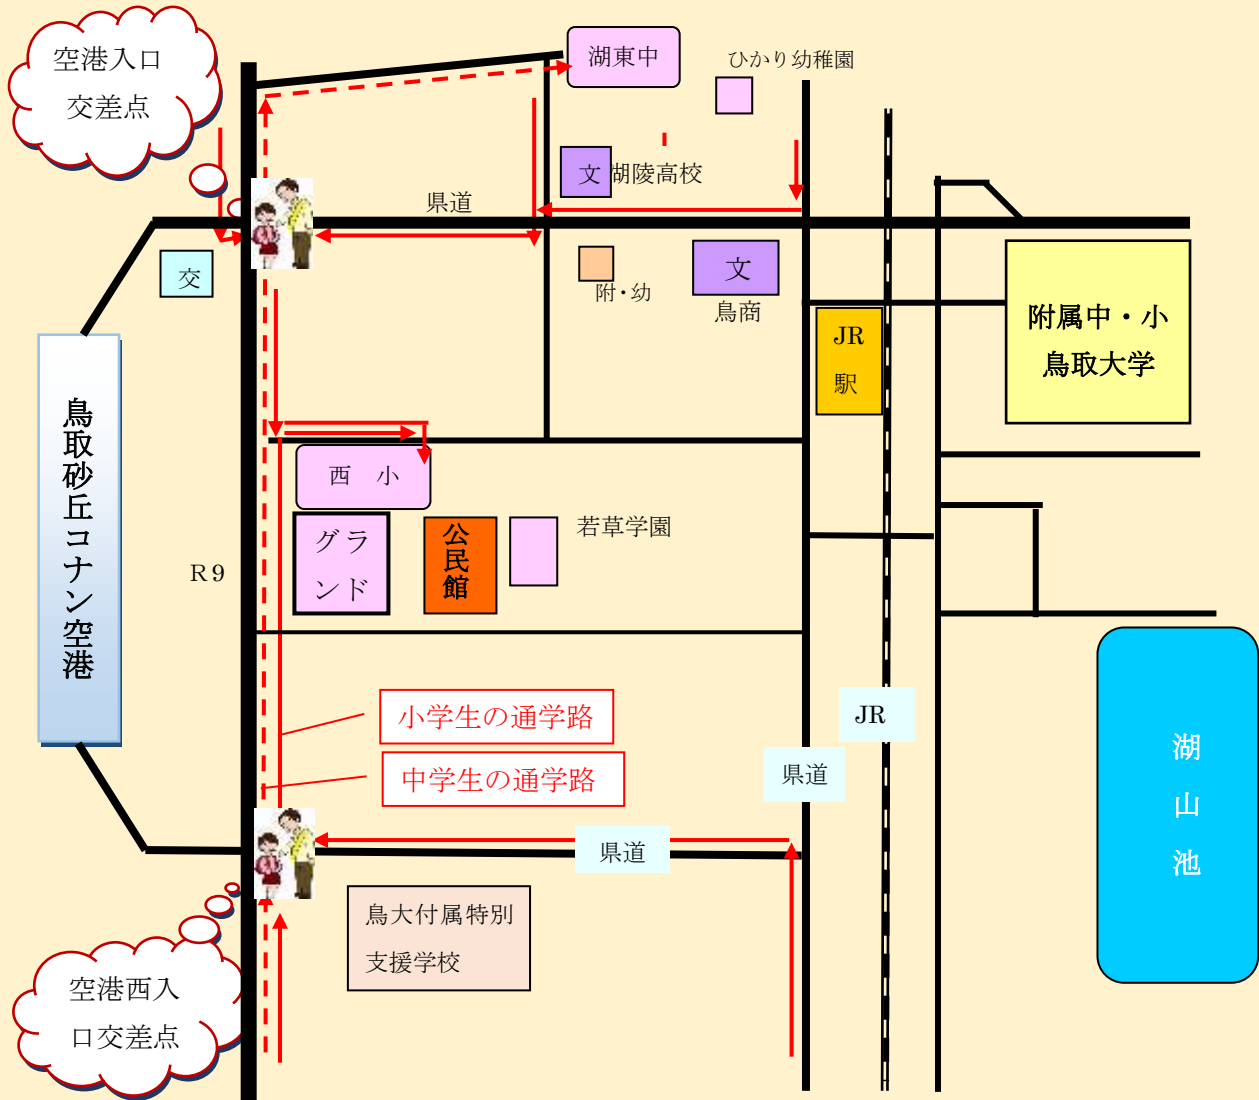 空港入口
交差点
湖東中
ひかり幼稚園
文
湖陵高校
県道
交
附・幼
文
鳥商
JR
駅
附属中・小
鳥取大学
鳥取砂丘コナン空港
西 小
グラ
ンド
公民館
若草学園
R9
小学生の通学路
中学生の通学路
JR
県道
県道
湖山池
鳥大付属特別
支援学校
空港西入
口交差点